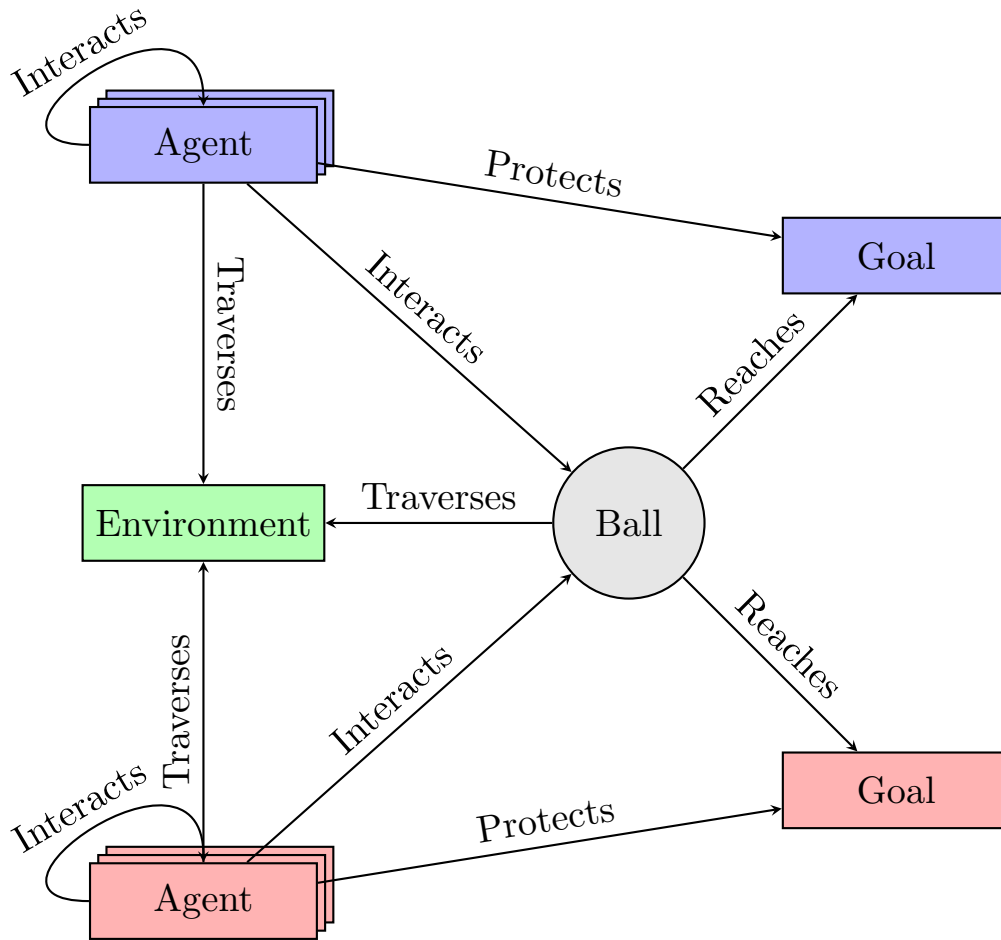 Interacts
Agent
Protects
Goal
Traverses
Interacts
Reaches
Environment
Traverses
Ball
Traverses
Interacts
Reaches
Interacts
Agent
Protects
Goal